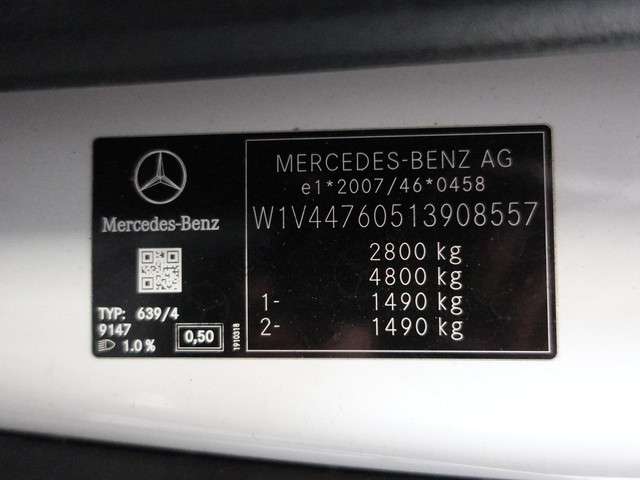 Mercedes-Benz
TYP: 639/4
9147
1.0 %
0,50
1910318
MERCEDES-BENZ AG
e1*2007/46*0458
W1V44760513908557
2800 kg
4800 kg
1- 1490 kg
2- 1490 kg